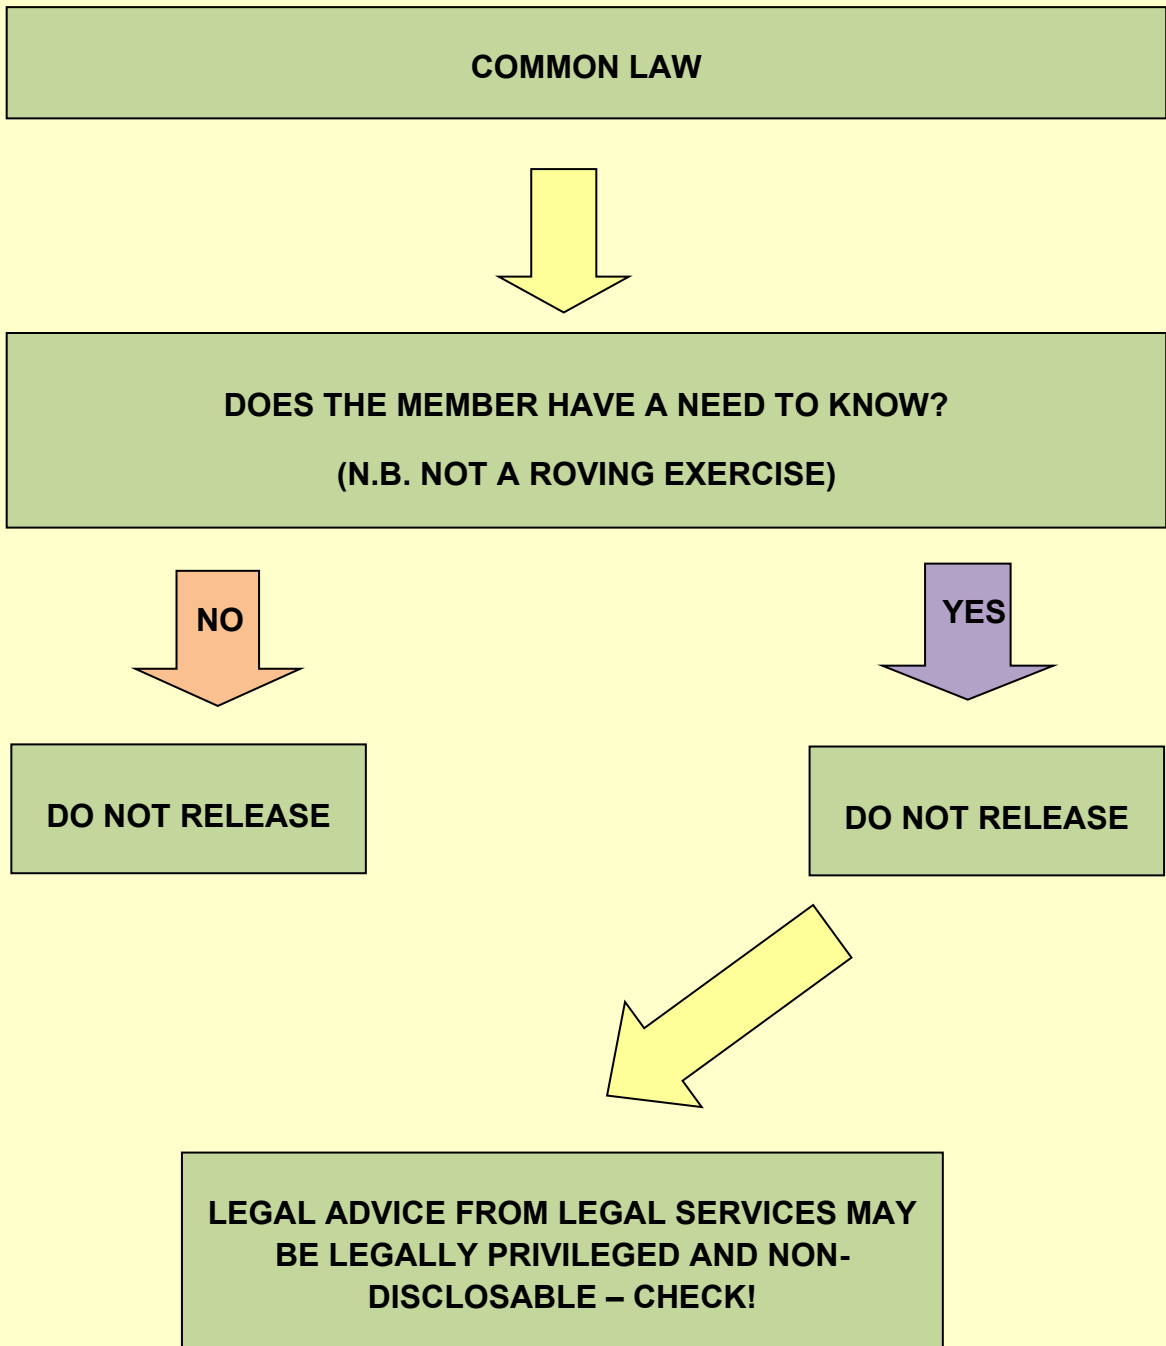 COMMON LAW
DOES THE MEMBER HAVE A NEED TO KNOW?
(N.B. NOT A ROVING EXERCISE)
NO
YES
DO NOT RELEASE
DO NOT RELEASE
LEGAL ADVICE FROM LEGAL SERVICES MAY
BE LEGALLY PRIVILEGED AND NON-
DISCLOSABLE – CHECK!